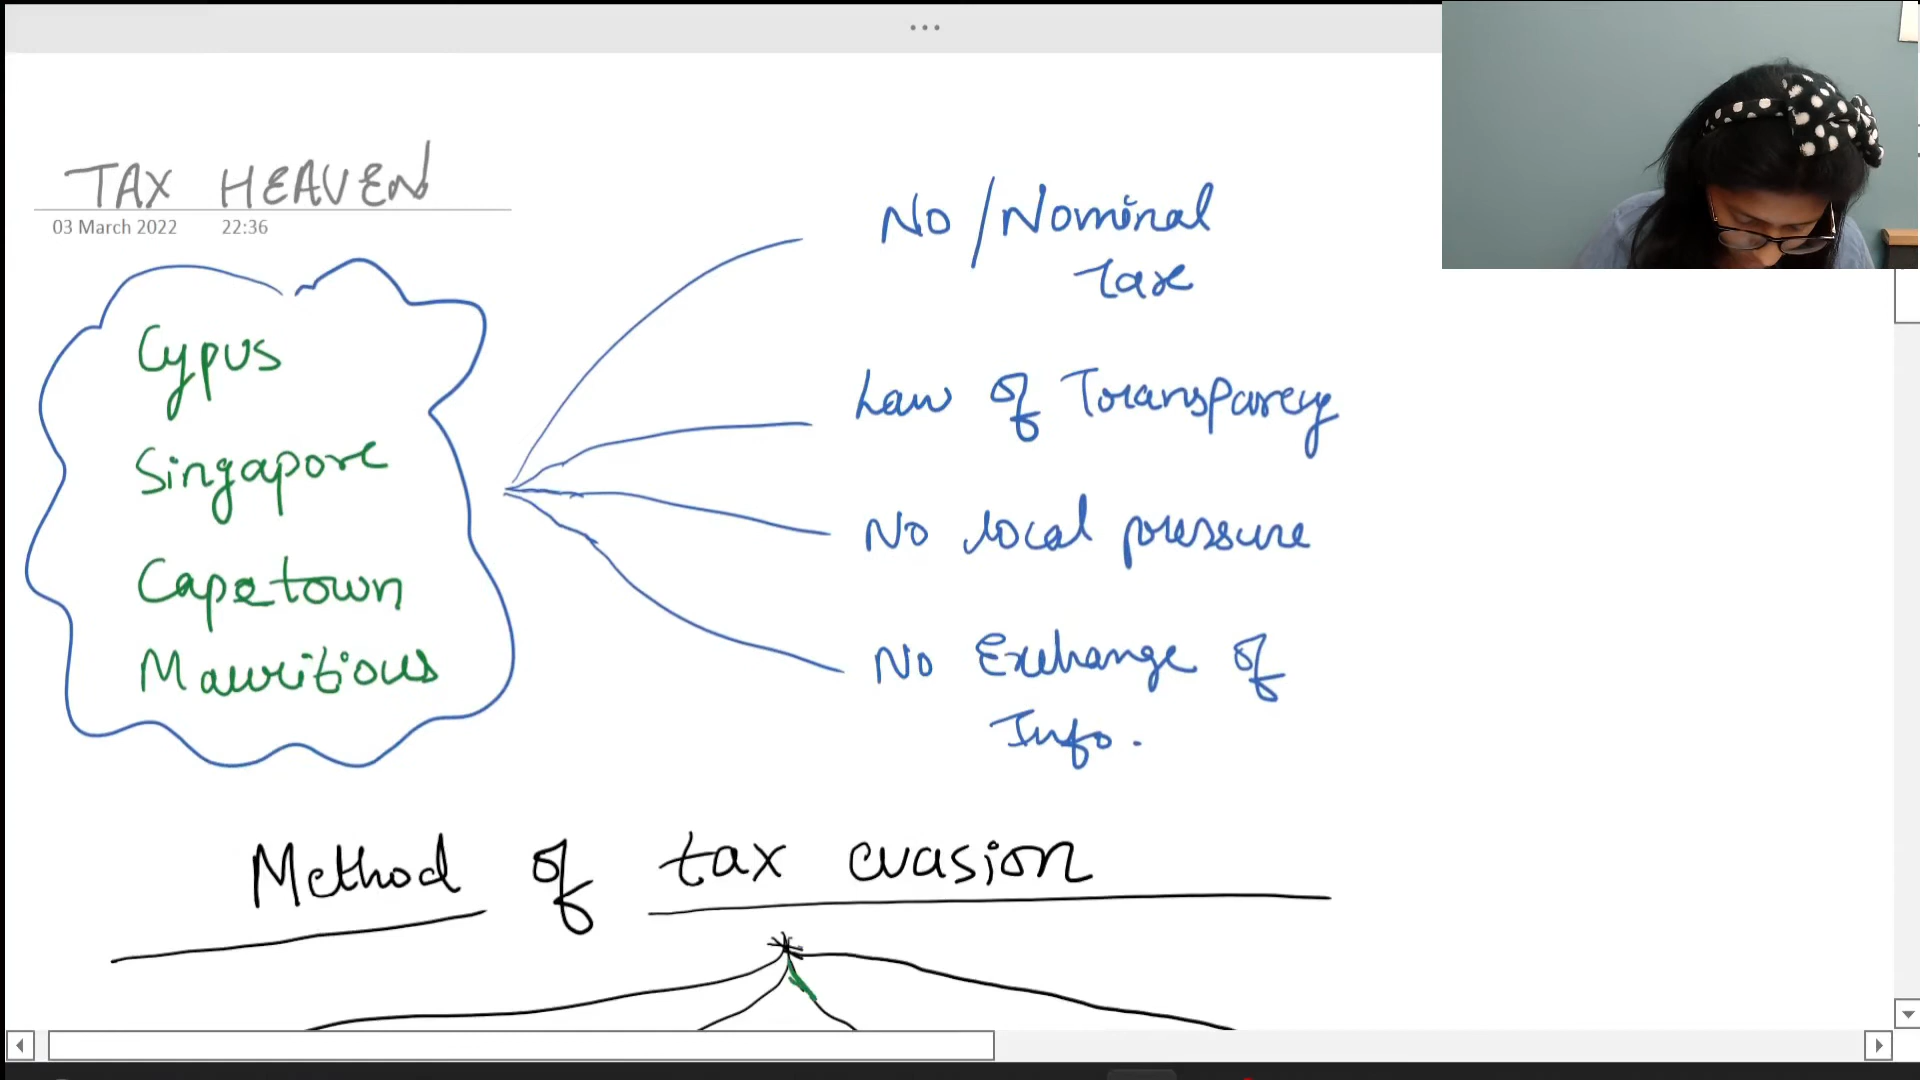 TAX HEAVEN
03 March 2022 22:36
Cypus
Singapore
Capetown
Mauritious
No / Nominal
tax
Law of Transparecy
No local pressure
No Exchange of
Info.
Method of tax evasion